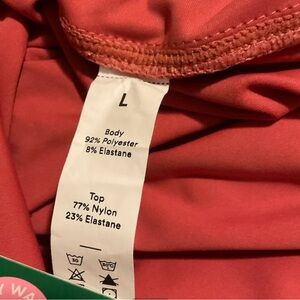 L
Body
92% Polyester
8% Elastane
Top
77% Nylon
23% Elastane